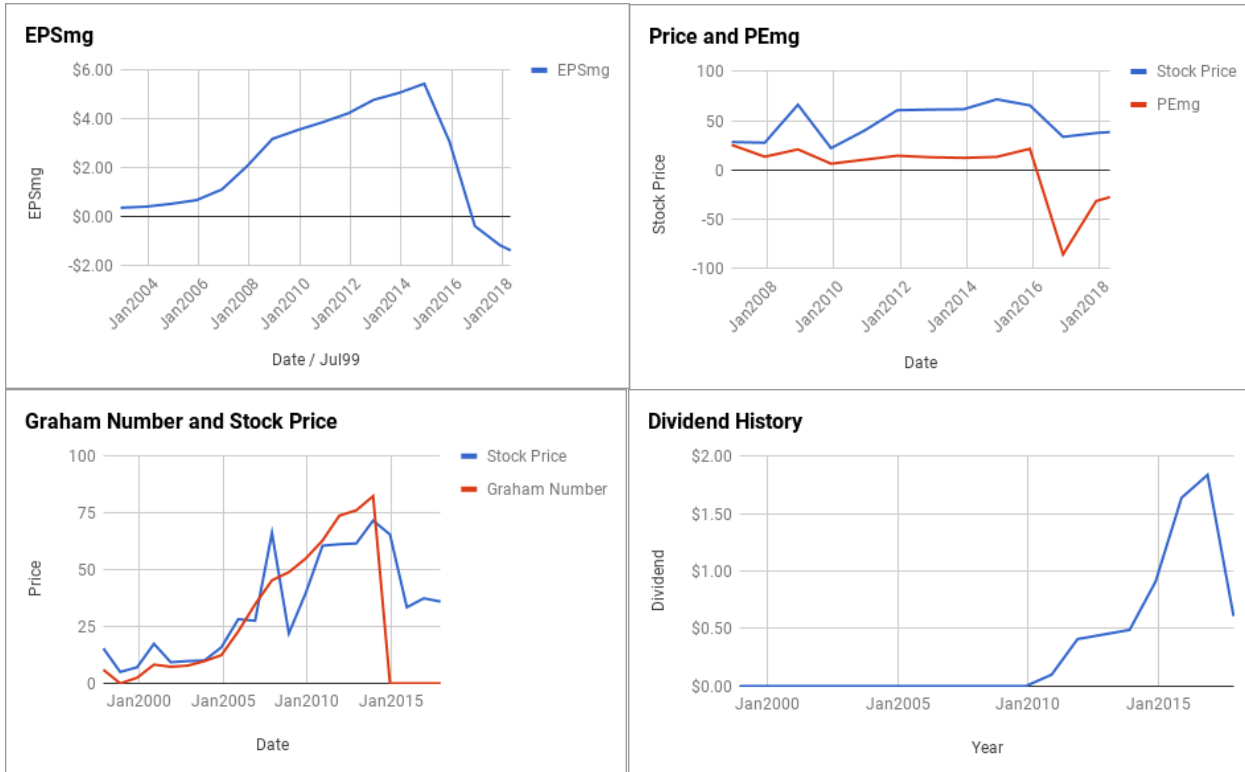 EPSmg
$6.00
$4.00
$2.00
$0.00
-$2.00
EPSmg
Jan2004
Jan2006
Jan2008
Jan2010
Jan2012
Jan2014
Jan2016
Jan2018
Date / Jul99
EPSmg
Price and PEmg
100
50
0
-50
-100
Stock Price
Jan2008
Jan2010
Jan2012
Jan2014
Jan2016
Jan2018
Date
Stock Price
PEmg
Graham Number and Stock Price
100
75
50
25
0
Price
Jan2000
Jan2005
Jan2010
Jan2015
Date
Stock Price
Graham Number
Dividend History
$2.00
$1.50
$1.00
$0.50
$0.00
Dividend
Jan2000
Jan2005
Jan2010
Jan2015
Year